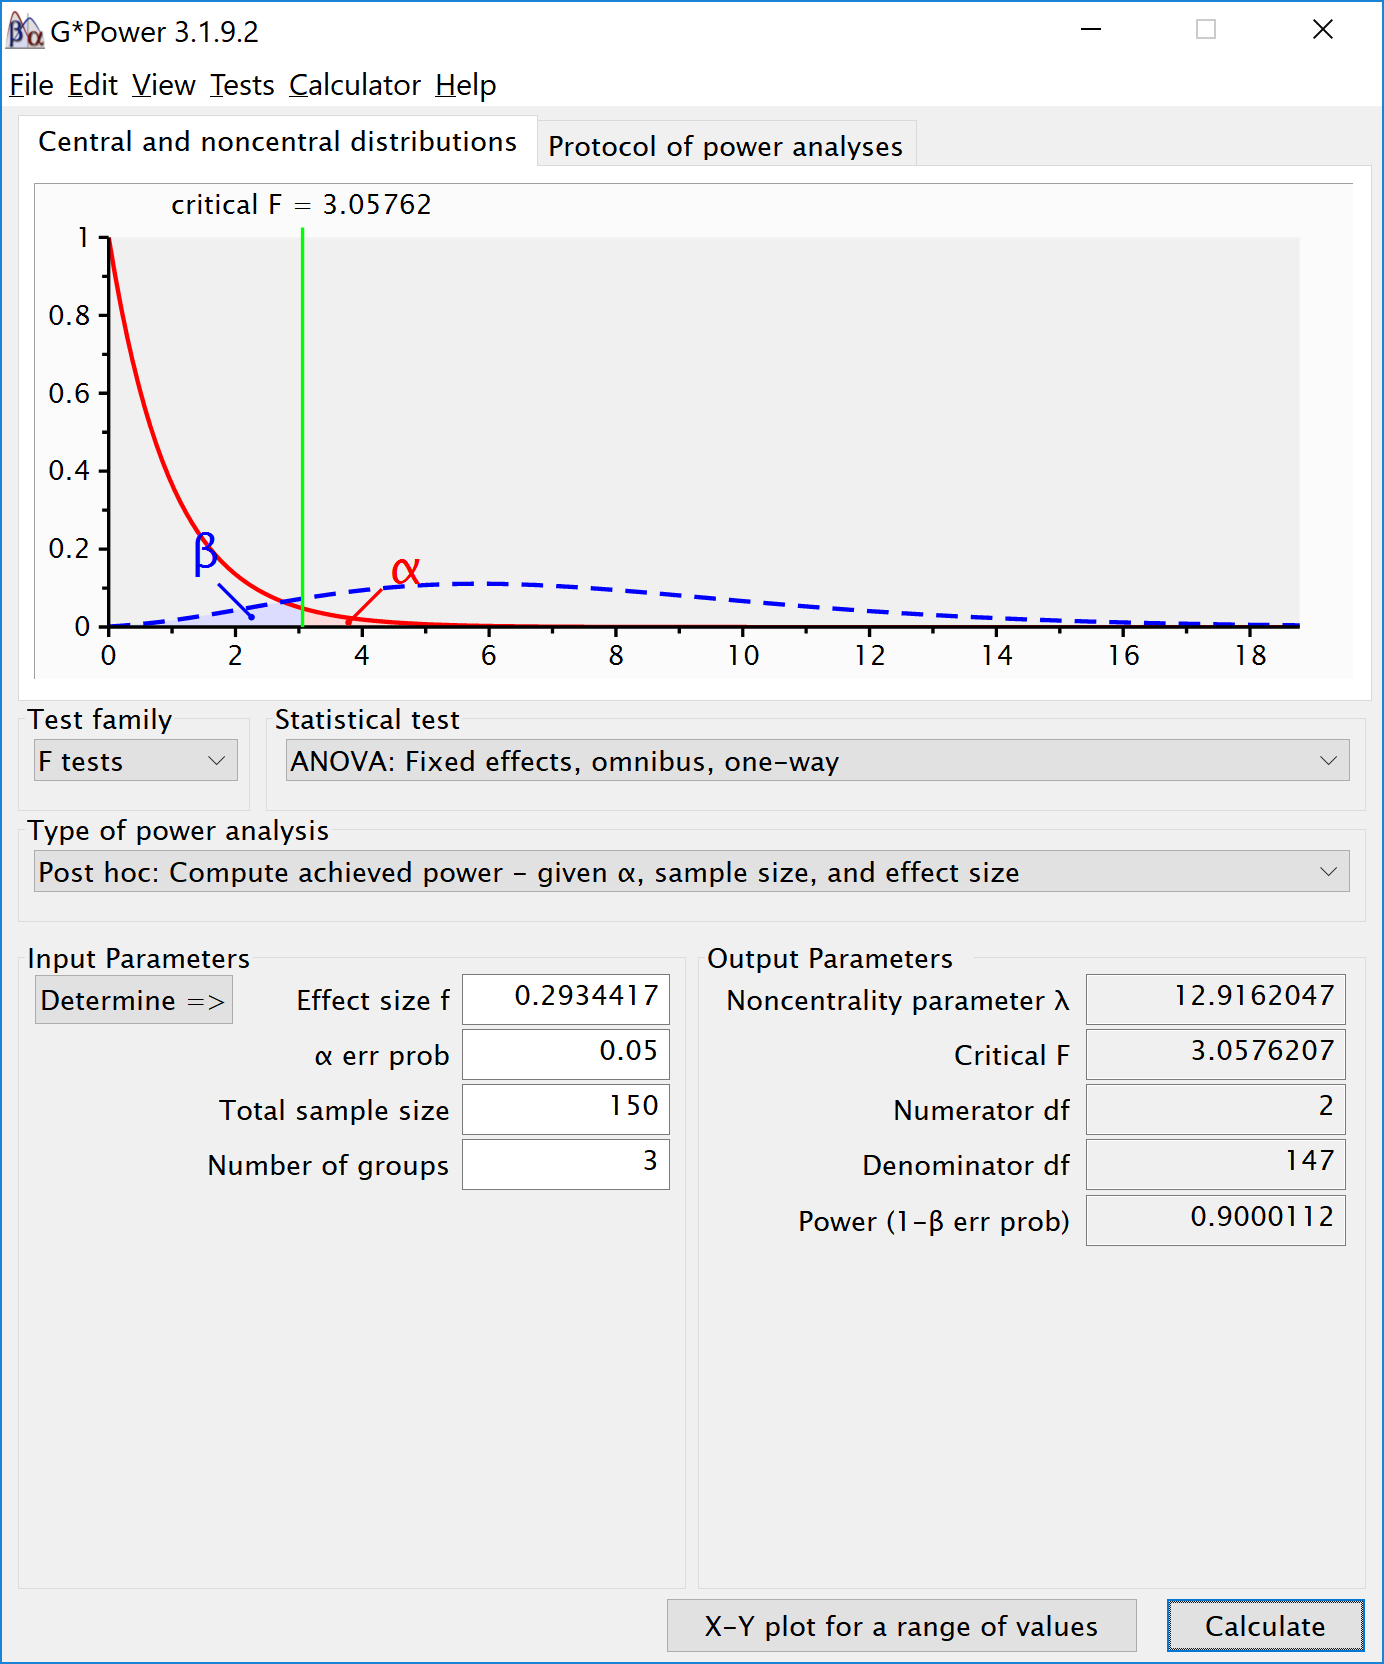 G*Power 3.1.9.2
File Edit View Tests Calculator Help
Central and noncentral distributions
Protocol of power analyses
critical F = 3.05762
1
0.8
0.6
0.4
0.2
0
β
α
0 2 4 6 8 10 12 14 16 18
Test family
Statistical test
F tests
ANOVA: Fixed effects, omnibus, one-way
Type of power analysis
Post hoc: Compute achieved power - given α, sample size, and effect size
Input Parameters
Determine =>
Effect size f 0.2934417
α err prob 0.05
Total sample size 150
Number of groups 3
Output Parameters
Noncentrality parameter λ 12.9162047
Critical F 3.0576207
Numerator df 2
Denominator df 147
Power (1-β err prob) 0.9000112
X-Y plot for a range of values
Calculate